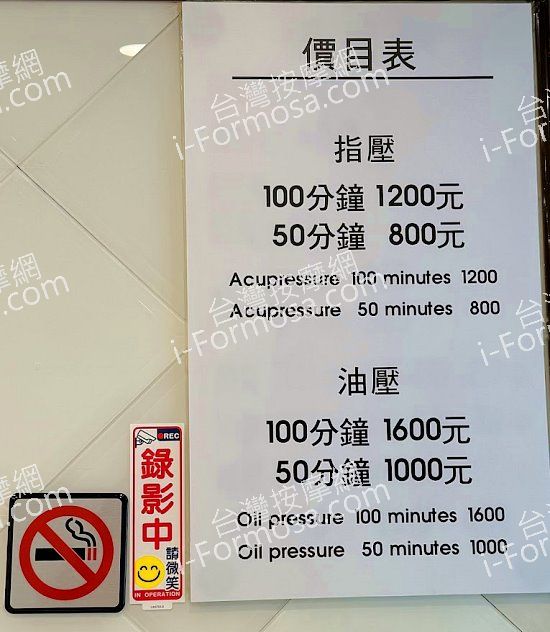 價目表
指壓
100分鐘 1200元
50分鐘 800元
Acupressure 100 minutes 1200
Acupressure 50 minutes 800
油壓
100分鐘 1600元
50分鐘 1000元
Oil pressure 100 minutes 1600
Oil pressure 50 minutes 1000
REC
錄影中
請微笑
IN OPERATION
台灣按摩網
i-Formosa.com